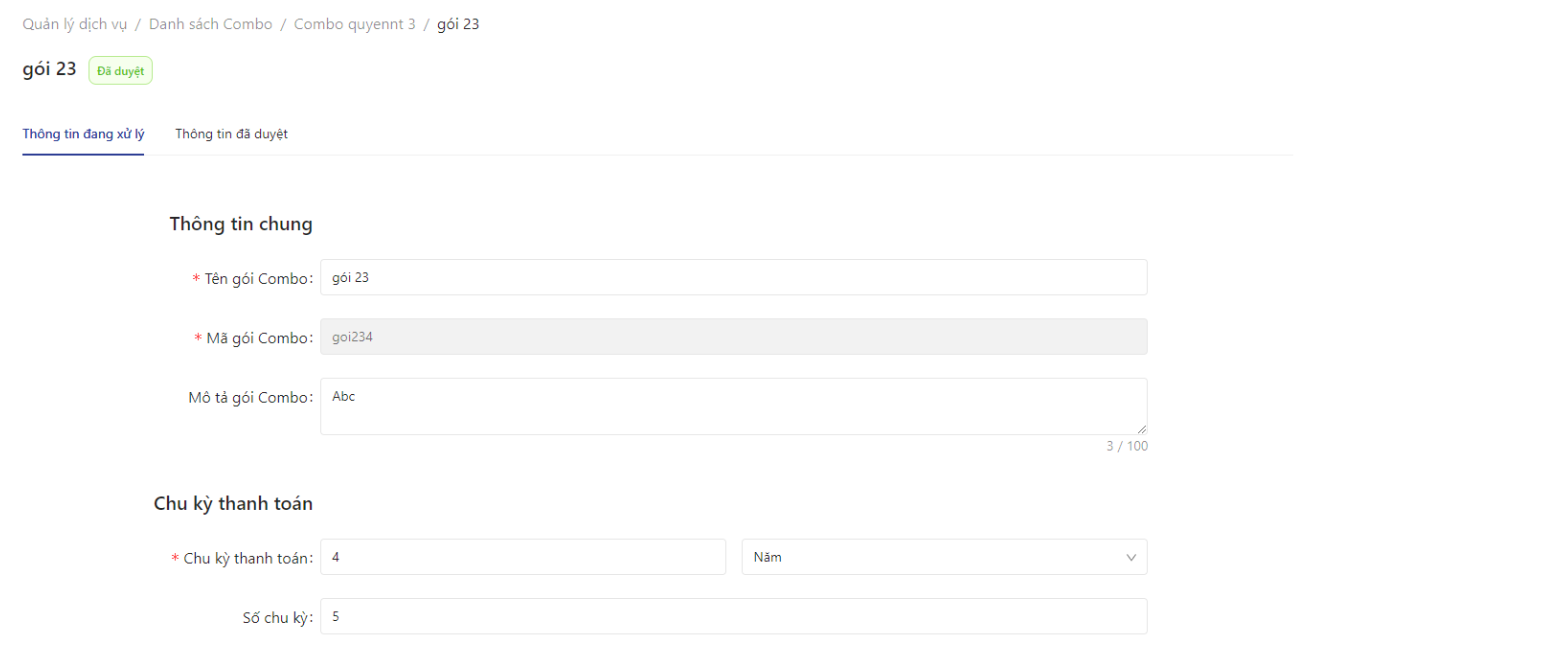 Quản lý dịch vụ / Danh sách Combo / Combo quyennt 3 / gói 23
gói 23 Đã duyệt
Thông tin đang xử lý Thông tin đã duyệt
Thông tin chung
* Tên gói Combo: gói 23
* Mã gói Combo: goi234
Mô tả gói Combo: Abc
3 / 100
Chu kỳ thanh toán
* Chu kỳ thanh toán: 4 Năm
Số chu kỳ: 5